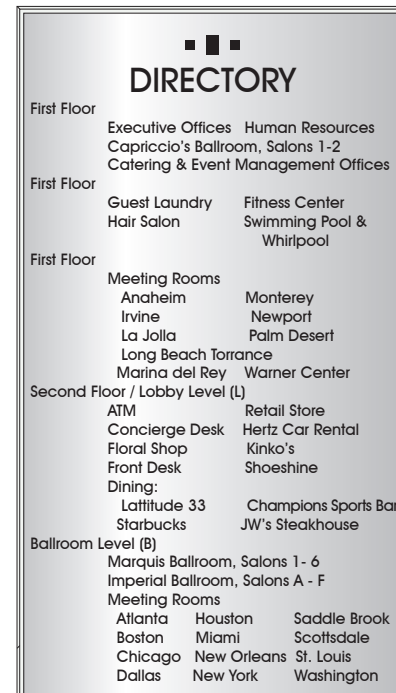 DIRECTORY
First Floor
Executive Offices Human Resources
Capriccio's Ballroom, Salons 1-2
Catering & Event Management Offices
First Floor
Guest Laundry Fitness Center
Hair Salon Swimming Pool &
Whirlpool
First Floor
Meeting Rooms
Anaheim Monterey
Irvine Newport
La Jolla Palm Desert
Long Beach Torrance
Marina del Rey Warner Center
Second Floor / Lobby Level (L)
ATM Retail Store
Concierge Desk Hertz Car Rental
Floral Shop Kinko's
Front Desk Shoeshine
Dining:
Lattitude 33 Champions Sports Bar
Starbucks JW's Steakhouse
Ballroom Level (B)
Marquis Ballroom, Salons 1- 6
Imperial Ballroom, Salons A - F
Meeting Rooms
Atlanta Houston Saddle Brook
Boston Miami Scottsdale
Chicago New Orleans St. Louis
Dallas New York Washington